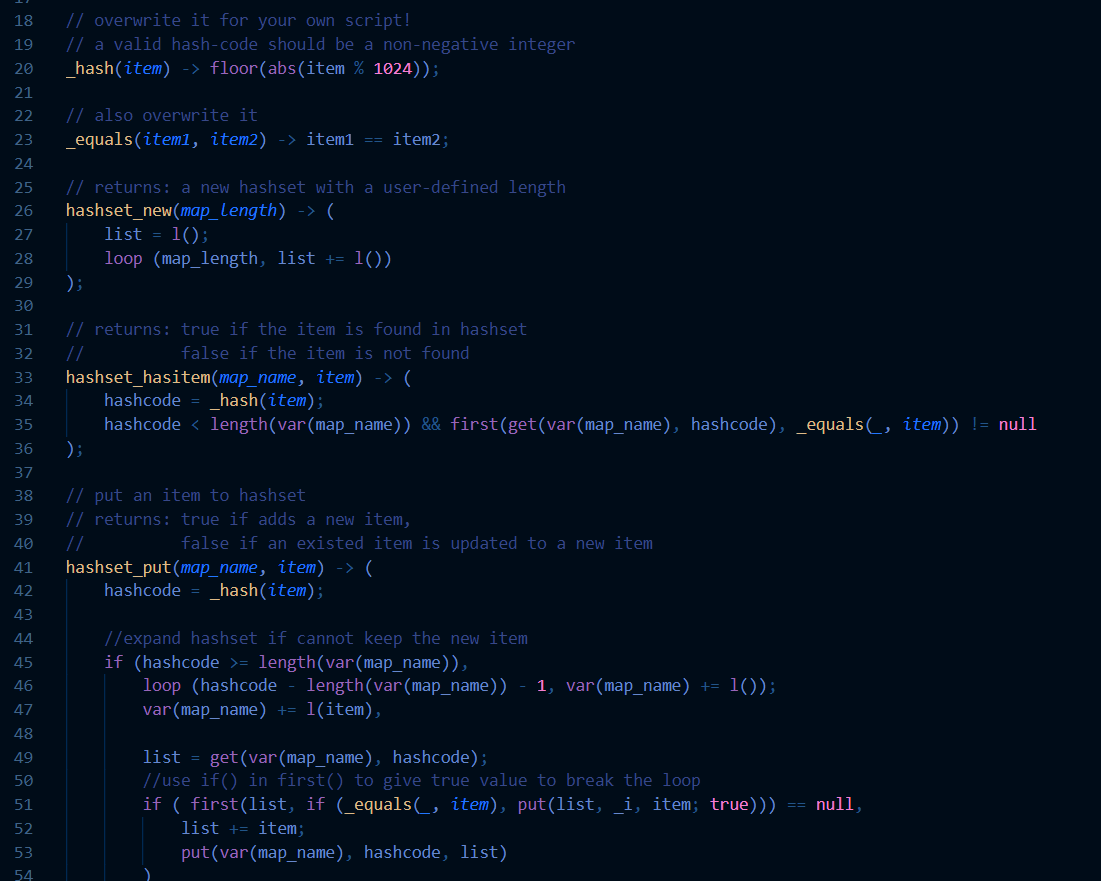 18 // overwrite it for your own script!
19 // a valid hash-code should be a non-negative integer
20 _hash(item) -> floor(abs(item % 1024));
21
22 // also overwrite it
23 _equals(item1, item2) -> item1 == item2;
24
25 // returns: a new hashset with a user-defined length
26 hashset_new(map_length) -> (
27     list = l();
28     loop (map_length, list += l())
29 );
30
31 // returns: true if the item is found in hashset
32 //          false if the item is not found
33 hashset_hasitem(map_name, item) -> (
34     hashcode = _hash(item);
35     hashcode < length(var(map_name)) && first(get(var(map_name), hashcode), _equals(_, item)) != null
36 );
37
38 // put an item to hashset
39 // returns: true if adds a new item,
40 //          false if an existed item is updated to a new item
41 hashset_put(map_name, item) -> (
42     hashcode = _hash(item);
43
44     //expand hashset if cannot keep the new item
45     if (hashcode >= length(var(map_name)),
46         loop (hashcode - length(var(map_name)) - 1, var(map_name) += l());
47         var(map_name) += l(item),
48
49         list = get(var(map_name), hashcode);
50         //use if() in first() to give true value to break the loop
51         if ( first(list, if (_equals(_, item), put(list, _i, item; true))) == null,
52             list += item;
53             put(var(map_name), hashcode, list)
54         )